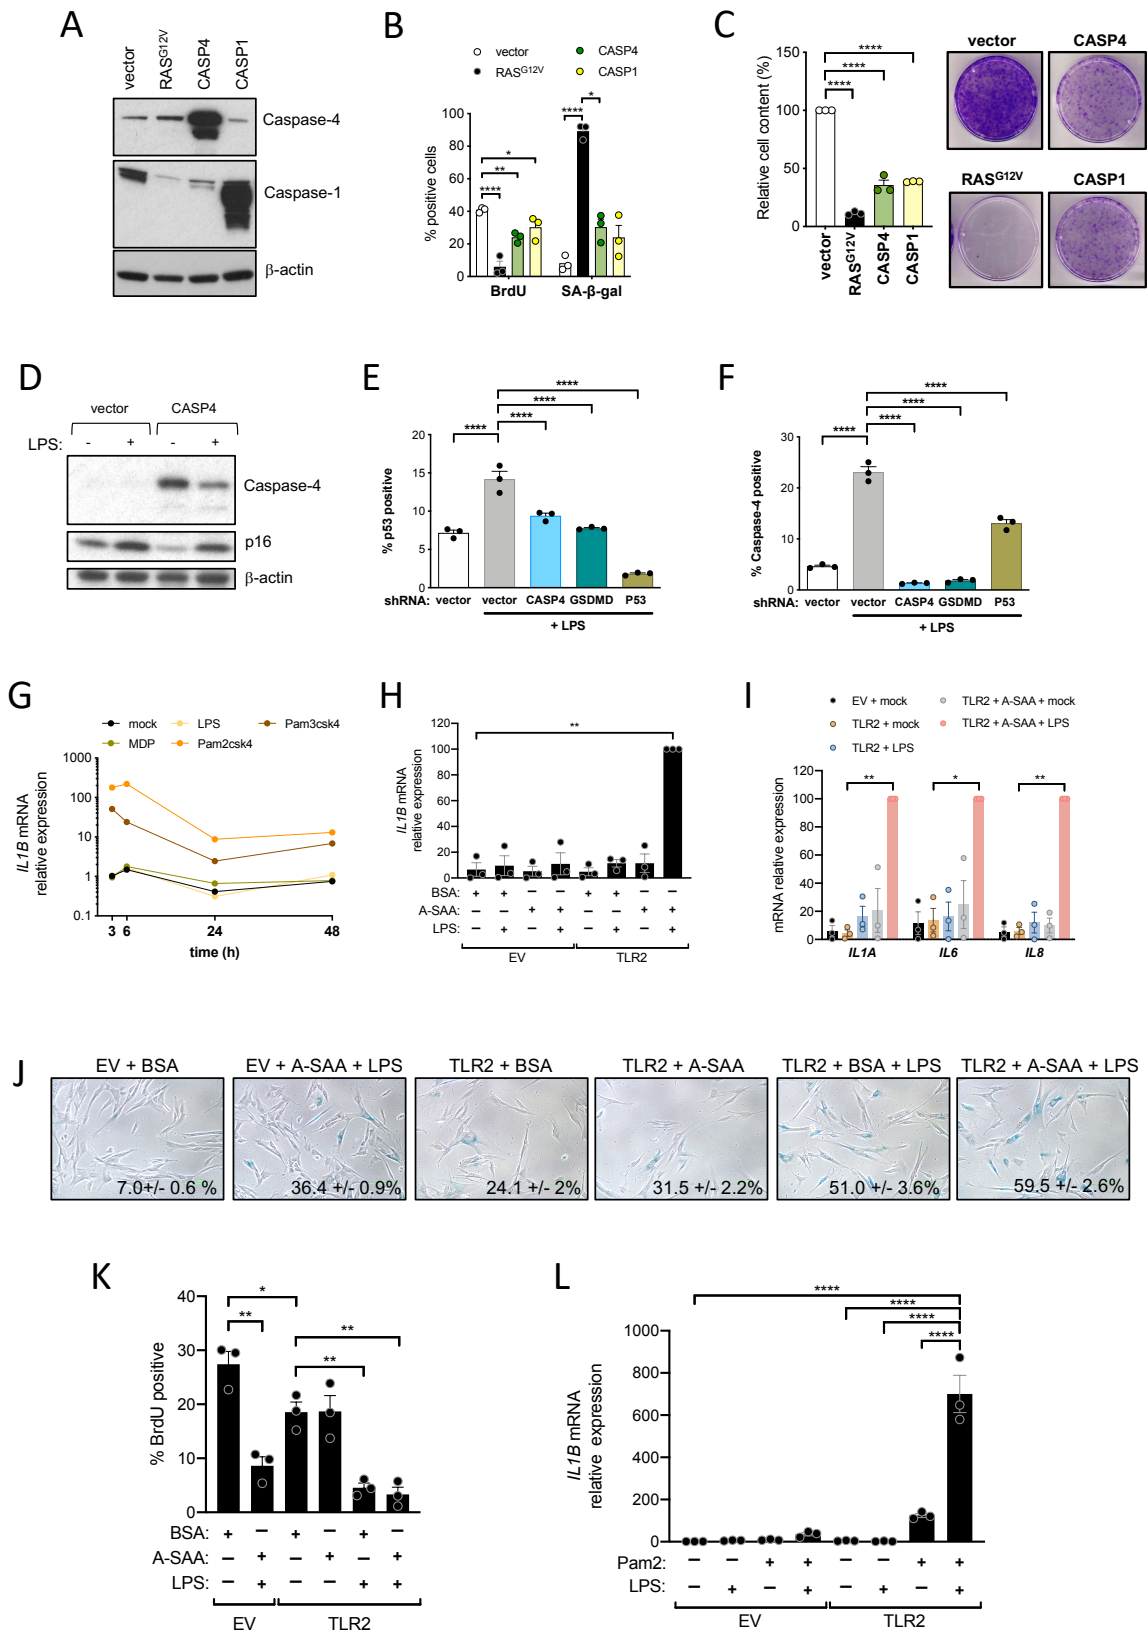 A
vector
RASG12V
CASP4
CASP1
Caspase-4
Caspase-1
β-actin
B
vector
RASG12V
CASP4
CASP1
% positive cells
100
80
60
40
20
0
****
**
*
****
*
BrdU
SA-β-gal
C
Relative cell content (%)
150
100
50
0
****
****
****
vector
RASG12V
CASP4
CASP1
vector
CASP4
RASG12V
CASP1
D
vector
CASP4
LPS:
-
+
-
+
Caspase-4
p16
β-actin
E
% p53 positive
20
15
10
5
0
****
****
****
****
shRNA: vector vector CASP4 GSDMD P53
+ LPS
F
% Caspase-4 positive
30
20
10
0
****
****
****
****
shRNA: vector vector CASP4 GSDMD P53
+ LPS
G
mock
LPS
Pam3csk4
MDP
Pam2csk4
IL1B mRNA
relative expression
1000
100
10
1
0.1
3 6 24 48
time (h)
H
IL1B mRNA
relative expression
120
100
80
60
40
20
0
**
BSA: + + – – + + – –
A-SAA: – – + + – – + +
LPS: – + – + – + – +
EV
TLR2
I
EV + mock
TLR2 + mock
TLR2 + LPS
TLR2 + A-SAA + mock
TLR2 + A-SAA + LPS
mRNA relative expression
120
100
80
60
40
20
0
**
*
**
IL1A
IL6
IL8
J
EV + BSA
EV + A-SAA + LPS
TLR2 + BSA
TLR2 + A-SAA
TLR2 + BSA + LPS
TLR2 + A-SAA + LPS
7.0+/- 0.6 %
36.4 +/- 0.9%
24.1 +/- 2%
31.5 +/- 2.2%
51.0 +/- 3.6%
59.5 +/- 2.6%
K
% BrdU positive
40
30
20
10
0
*
**
**
**
BSA: + – + – + –
A-SAA: – + – + – +
LPS: – + – – + +
EV
TLR2
L
IL1B mRNA
relative expression
1000
800
600
400
200
0
****
****
****
****
Pam2: – – + + – – + +
LPS: – + – + – + – +
EV
TLR2